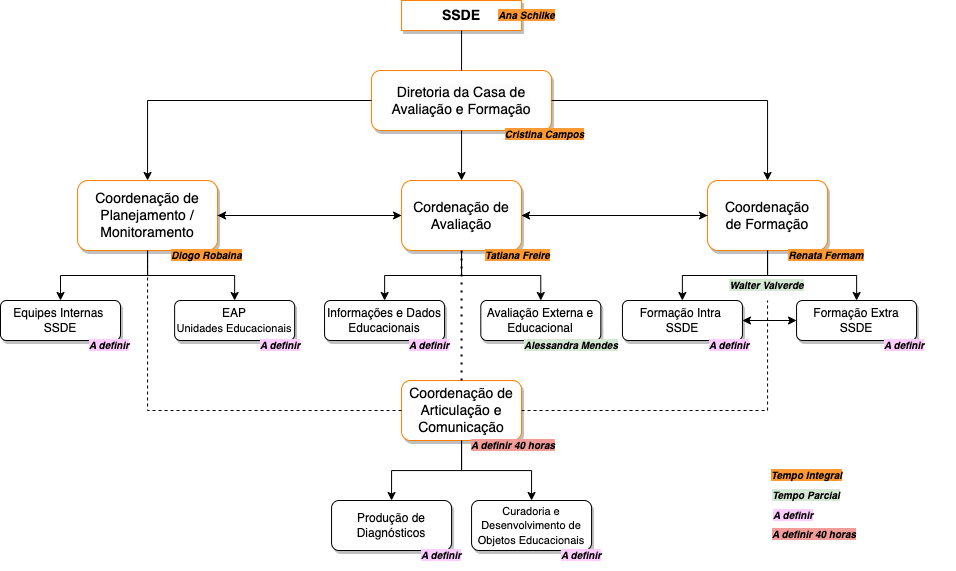 SSDE
Ana Schilke
Diretoria da Casa de
Avaliação e Formação
Cristina Campos
Coordenação de
Planejamento /
Monitoramento
Diogo Robaina
Cordenação de
Avaliação
Tatiana Freire
Coordenação
de Formação
Renata Fermam
Walter Valverde
Equipes Internas
SSDE
A definir
EAP
Unidades Educacionais
A definir
Informações e Dados
Educacionais
A definir
Avaliação Externa e
Educacional
Alessandra Mendes
Formação Intra
SSDE
A definir
Formação Extra
SSDE
A definir
Coordenação de
Articulação e
Comunicação
A definir 40 horas
Produção de
Diagnósticos
A definir
Curadoria e
Desenvolvimento de
Objetos Educacionais
A definir
Tempo Integral
Tempo Parcial
A definir
A definir 40 horas